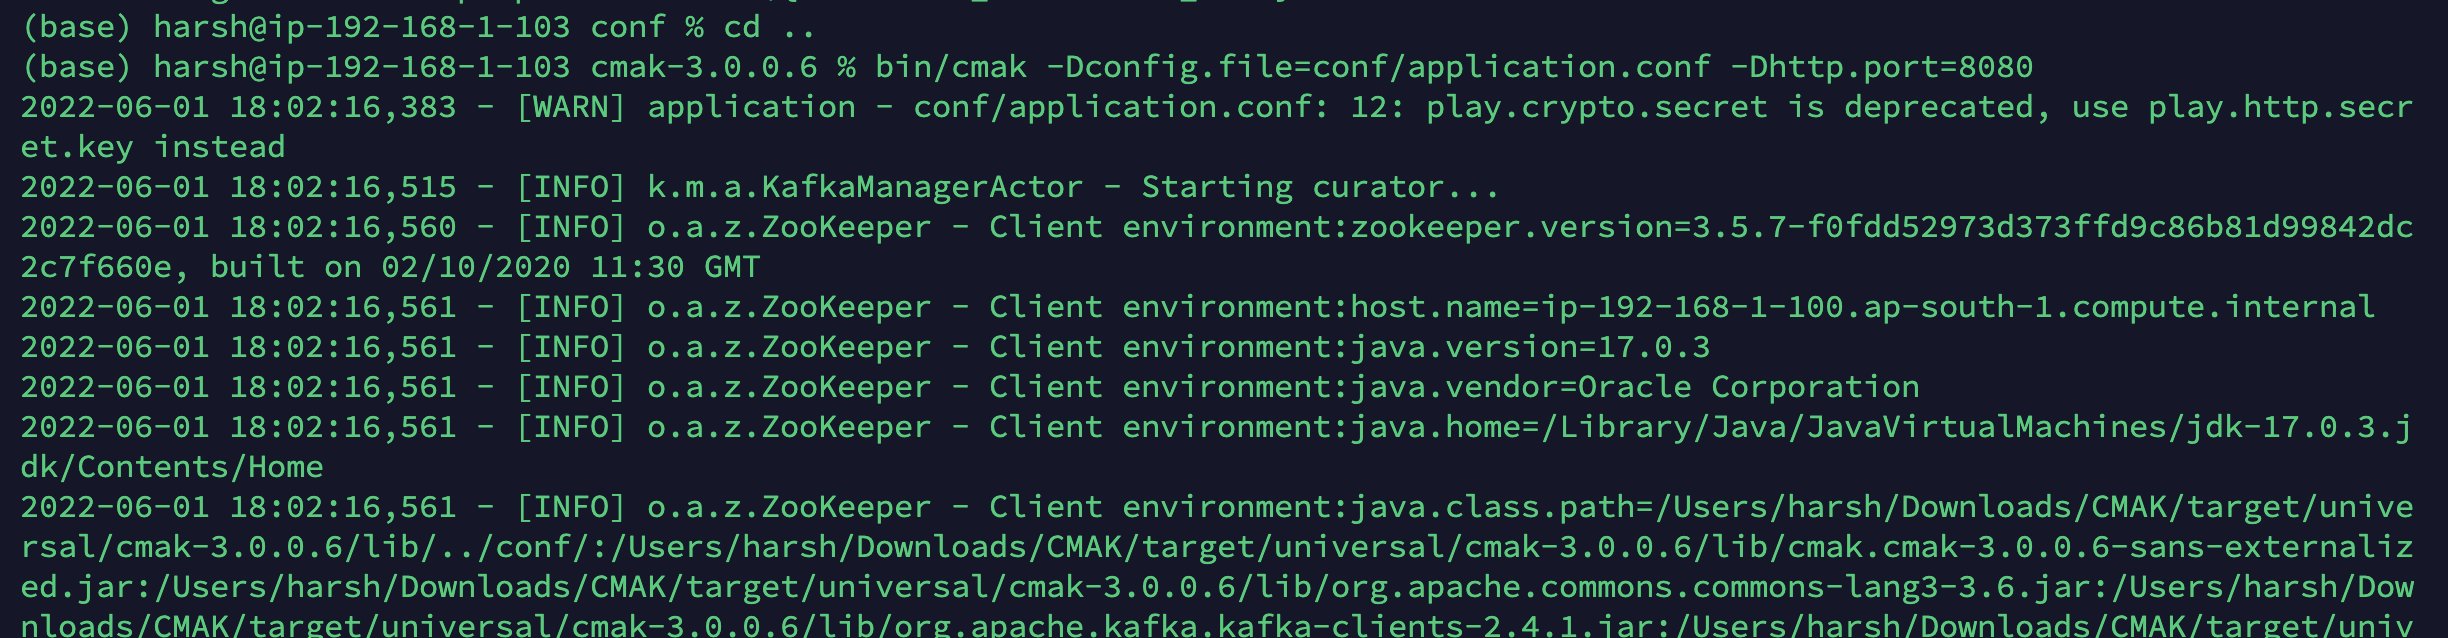 (base) harsh@ip-192-168-1-103 conf % cd ..
(base) harsh@ip-192-168-1-103 cmak-3.0.0.6 % bin/cmak -Dconfig.file=conf/application.conf -Dhttp.port=8080
2022-06-01 18:02:16,383 - [WARN] application - conf/application.conf: 12: play.crypto.secret is deprecated, use play.http.secr
et.key instead
2022-06-01 18:02:16,515 - [INFO] k.m.a.KafkaManagerActor - Starting curator...
2022-06-01 18:02:16,560 - [INFO] o.a.z.ZooKeeper - Client environment:zookeeper.version=3.5.7-f0fdd52973d373ffd9c86b81d99842dc
2c7f660e, built on 02/10/2020 11:30 GMT
2022-06-01 18:02:16,561 - [INFO] o.a.z.ZooKeeper - Client environment:host.name=ip-192-168-1-100.ap-south-1.compute.internal
2022-06-01 18:02:16,561 - [INFO] o.a.z.ZooKeeper - Client environment:java.version=17.0.3
2022-06-01 18:02:16,561 - [INFO] o.a.z.ZooKeeper - Client environment:java.vendor=Oracle Corporation
2022-06-01 18:02:16,561 - [INFO] o.a.z.ZooKeeper - Client environment:java.home=/Library/Java/JavaVirtualMachines/jdk-17.0.3.j
dk/Contents/Home
2022-06-01 18:02:16,561 - [INFO] o.a.z.ZooKeeper - Client environment:java.class.path=/Users/harsh/Downloads/CMAK/target/unive
rsal/cmak-3.0.0.6/lib/../conf/:/Users/harsh/Downloads/CMAK/target/universal/cmak-3.0.0.6/lib/cmak.cmak-3.0.0.6-sans-externaliz
ed.jar:/Users/harsh/Downloads/CMAK/target/universal/cmak-3.0.0.6/lib/org.apache.commons.commons-lang3-3.6.jar:/Users/harsh/Dow
nloads/CMAK/target/universal/cmak-3.0.0.6/lib/org.apache.kafka.kafka-clients-2.4.1.jar:/Users/harsh/Downloads/CMAK/target/univ